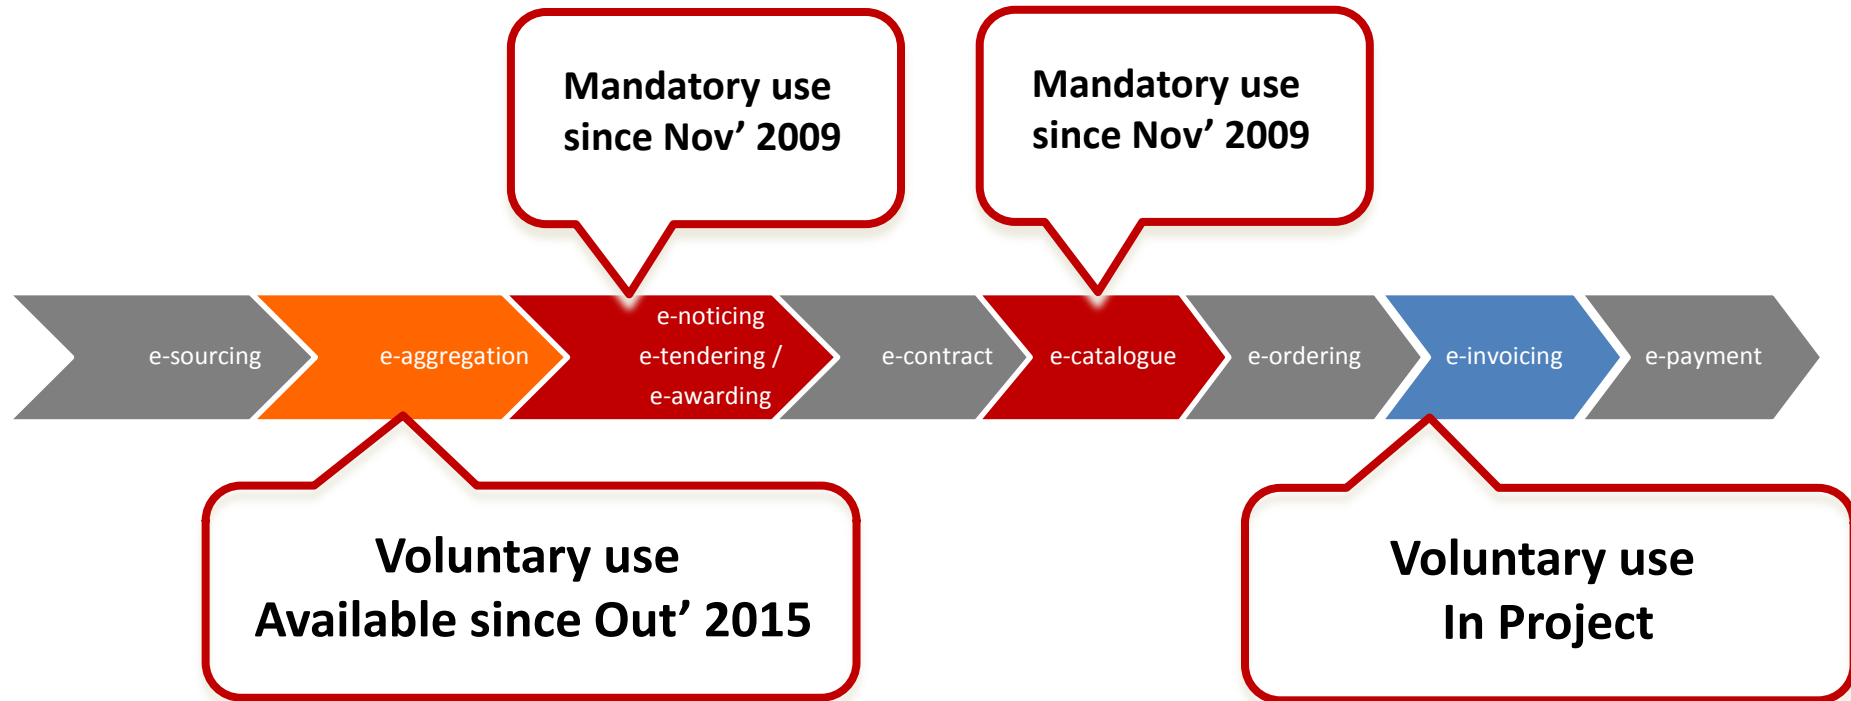 Mandatory use
since Nov’ 2009
Mandatory use
since Nov’ 2009
e-sourcing
e-aggregation
e-noticing
e-tendering /
e-awarding
e-contract
e-catalogue
e-ordering
e-invoicing
e-payment
Voluntary use
Available since Out’ 2015
Voluntary use
In Project